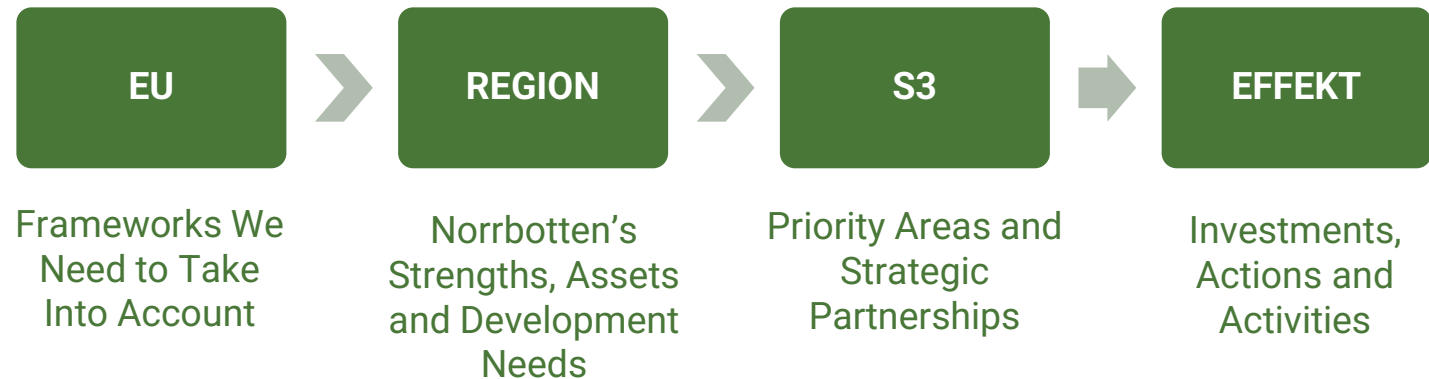 EU
REGION
S3
EFFEKT
Frameworks We
Need to Take
Into Account
Norrbotten’s
Strengths, Assets
and Development
Needs
Priority Areas and
Strategic
Partnerships
Investments,
Actions and
Activities